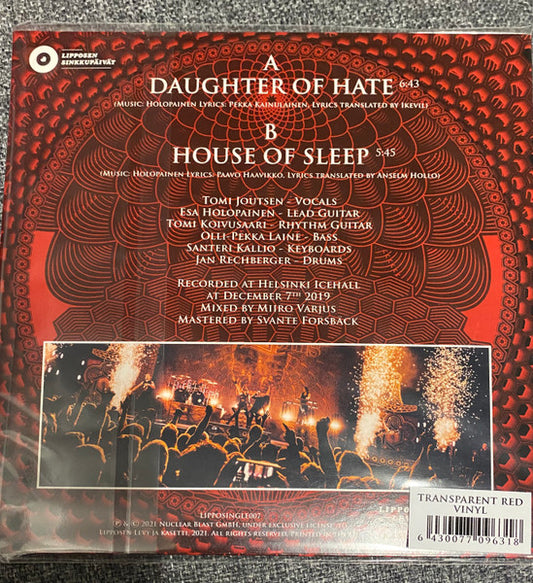 LIPPOSEN
SINKKUPÄIVÄT
A
DAUGHTER OF HATE 6:43
(MUSIC: HOLOPAINEN LYRICS: PEKKA KAINULAINEN, LYRICS TRANSLATED BY IKEVIL)
B
HOUSE OF SLEEP 5:45
(MUSIC: HOLOPAINEN LYRICS: PAAVO HAAVIKKO, LYRICS TRANSLATED BY ANSELM HOLLO)
TOMI JOUTSEN - VOCALS
ESA HOLOPAINEN - LEAD GUITAR
TOMI KOIVUSAARI - RHYTHM GUITAR
OLLI-PEKKA LAINE - BASS
SANTERI KALLIO - KEYBOARDS
JAN RECHBERGER - DRUMS
RECORDED AT HELSINKI ICEHALL
AT DECEMBER 7TH 2019
MIXED BY MIIRO VARJUS
MASTERED BY SVANTE FORSBÄCK
LIPPOSINGLE007
℗ & © 2021 NUCLEAR BLAST GMBH, UNDER EXCLUSIVE LICENSE TO
LIPPOSEN LEVY JA KASETTI, 2021. ALL RIGHTS RESERVED. PRINTED
TRANSPARENT RED
VINYL
6 430077 096318